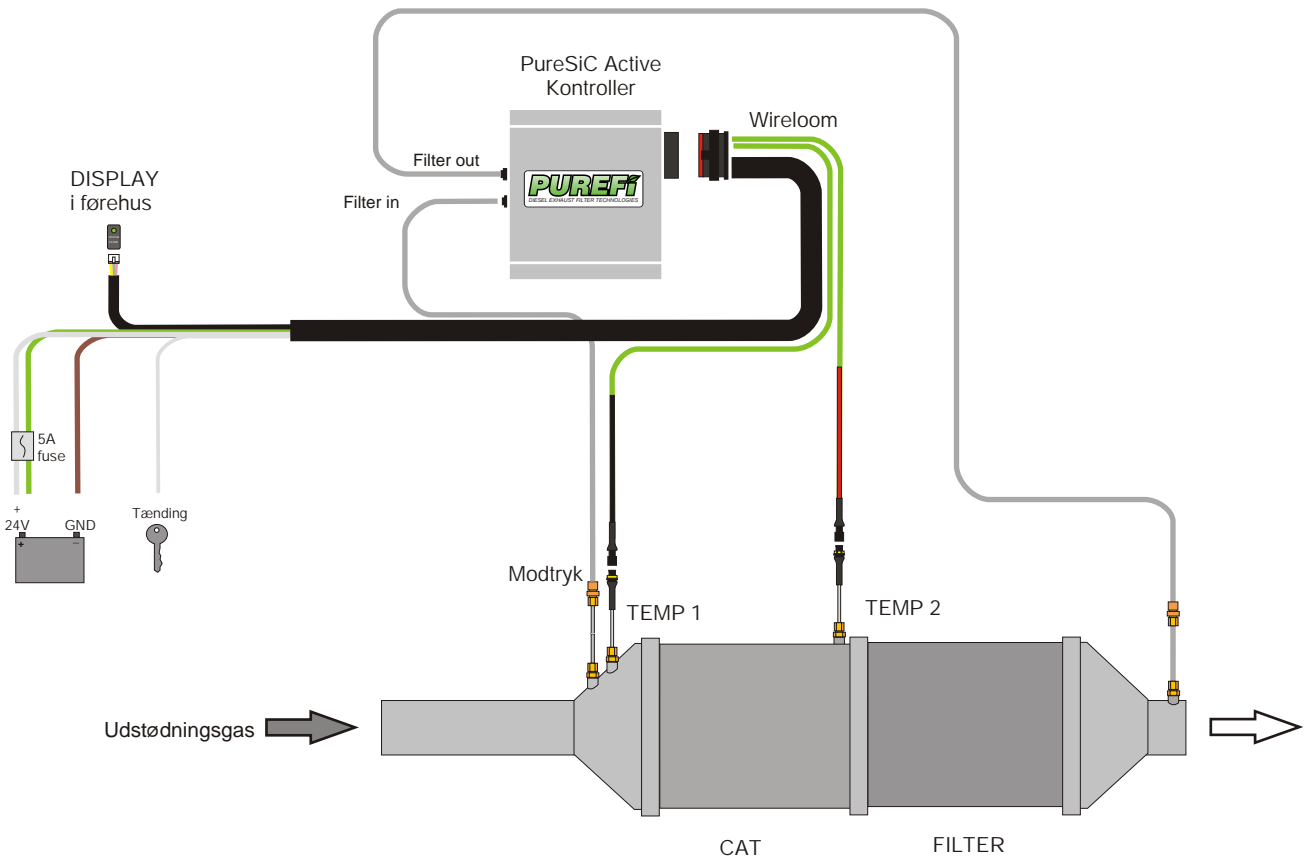 PureSiC Active
Kontroller
Wireloom
Filter out
Filter in
PUREFi
DIESEL EXHAUST FILTER TECHNOLOGIES
DISPLAY
i førehus
5A
fuse
+
24V
GND
Tænding
+
−
Modtryk
TEMP 1
TEMP 2
Udstødningsgas
CAT
FILTER